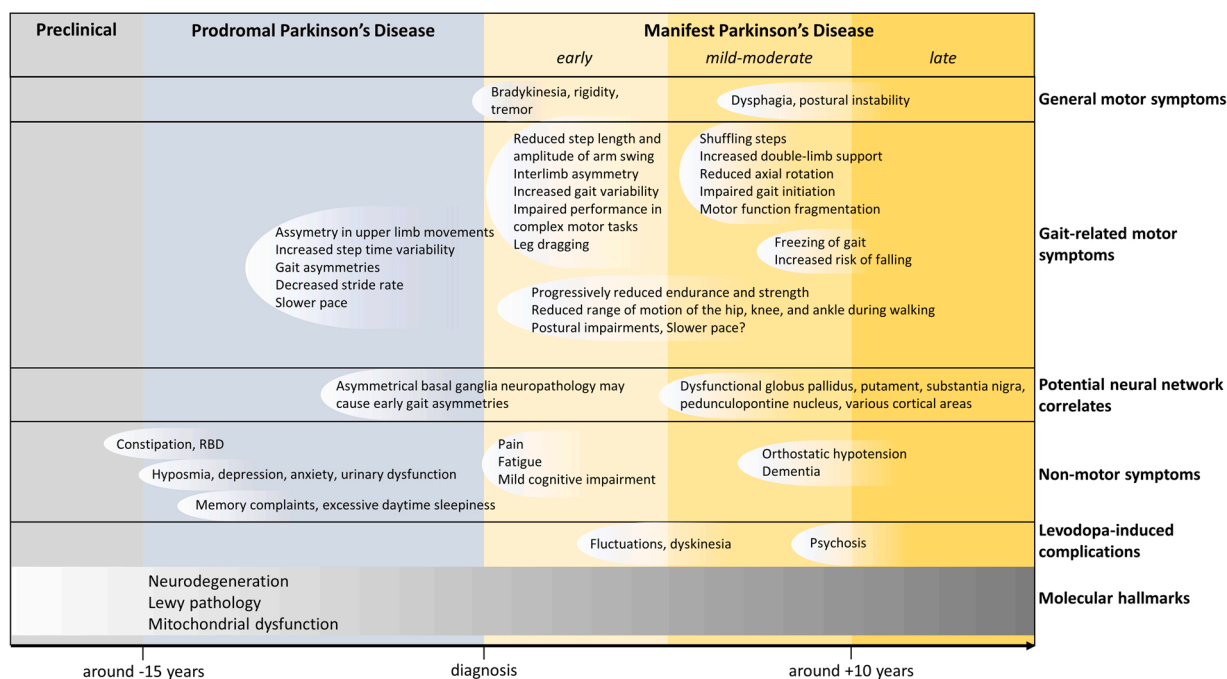 Preclinical
Prodromal Parkinson's Disease
Manifest Parkinson's Disease
early
mild-moderate
late
Bradykinesia, rigidity,
tremor
Dysphagia, postural instability
General motor symptoms
Reduced step length and
amplitude of arm swing
Interlimb asymmetry
Increased gait variability
Impaired performance in
complex motor tasks
Leg dragging
Shuffling steps
Increased double-limb support
Reduced axial rotation
Impaired gait initiation
Motor function fragmentation
Assymetry in upper limb movements
Increased step time variability
Gait asymmetries
Decreased stride rate
Slower pace
Freezing of gait
Increased risk of falling
Progressively reduced endurance and strength
Reduced range of motion of the hip, knee, and ankle during walking
Postural impairments, Slower pace?
Gait-related motor
symptoms
Asymmetrical basal ganglia neuropathology may
cause early gait asymmetries
Dysfunctional globus pallidus, putament, substantia nigra,
pedunculopontine nucleus, various cortical areas
Potential neural network
correlates
Constipation, RBD
Hyposmia, depression, anxiety, urinary dysfunction
Memory complaints, excessive daytime sleepiness
Pain
Fatigue
Mild cognitive impairment
Orthostatic hypotension
Dementia
Non-motor symptoms
Fluctuations, dyskinesia
Psychosis
Levodopa-induced
complications
Neurodegeneration
Lewy pathology
Mitochondrial dysfunction
Molecular hallmarks
around -15 years
diagnosis
around +10 years